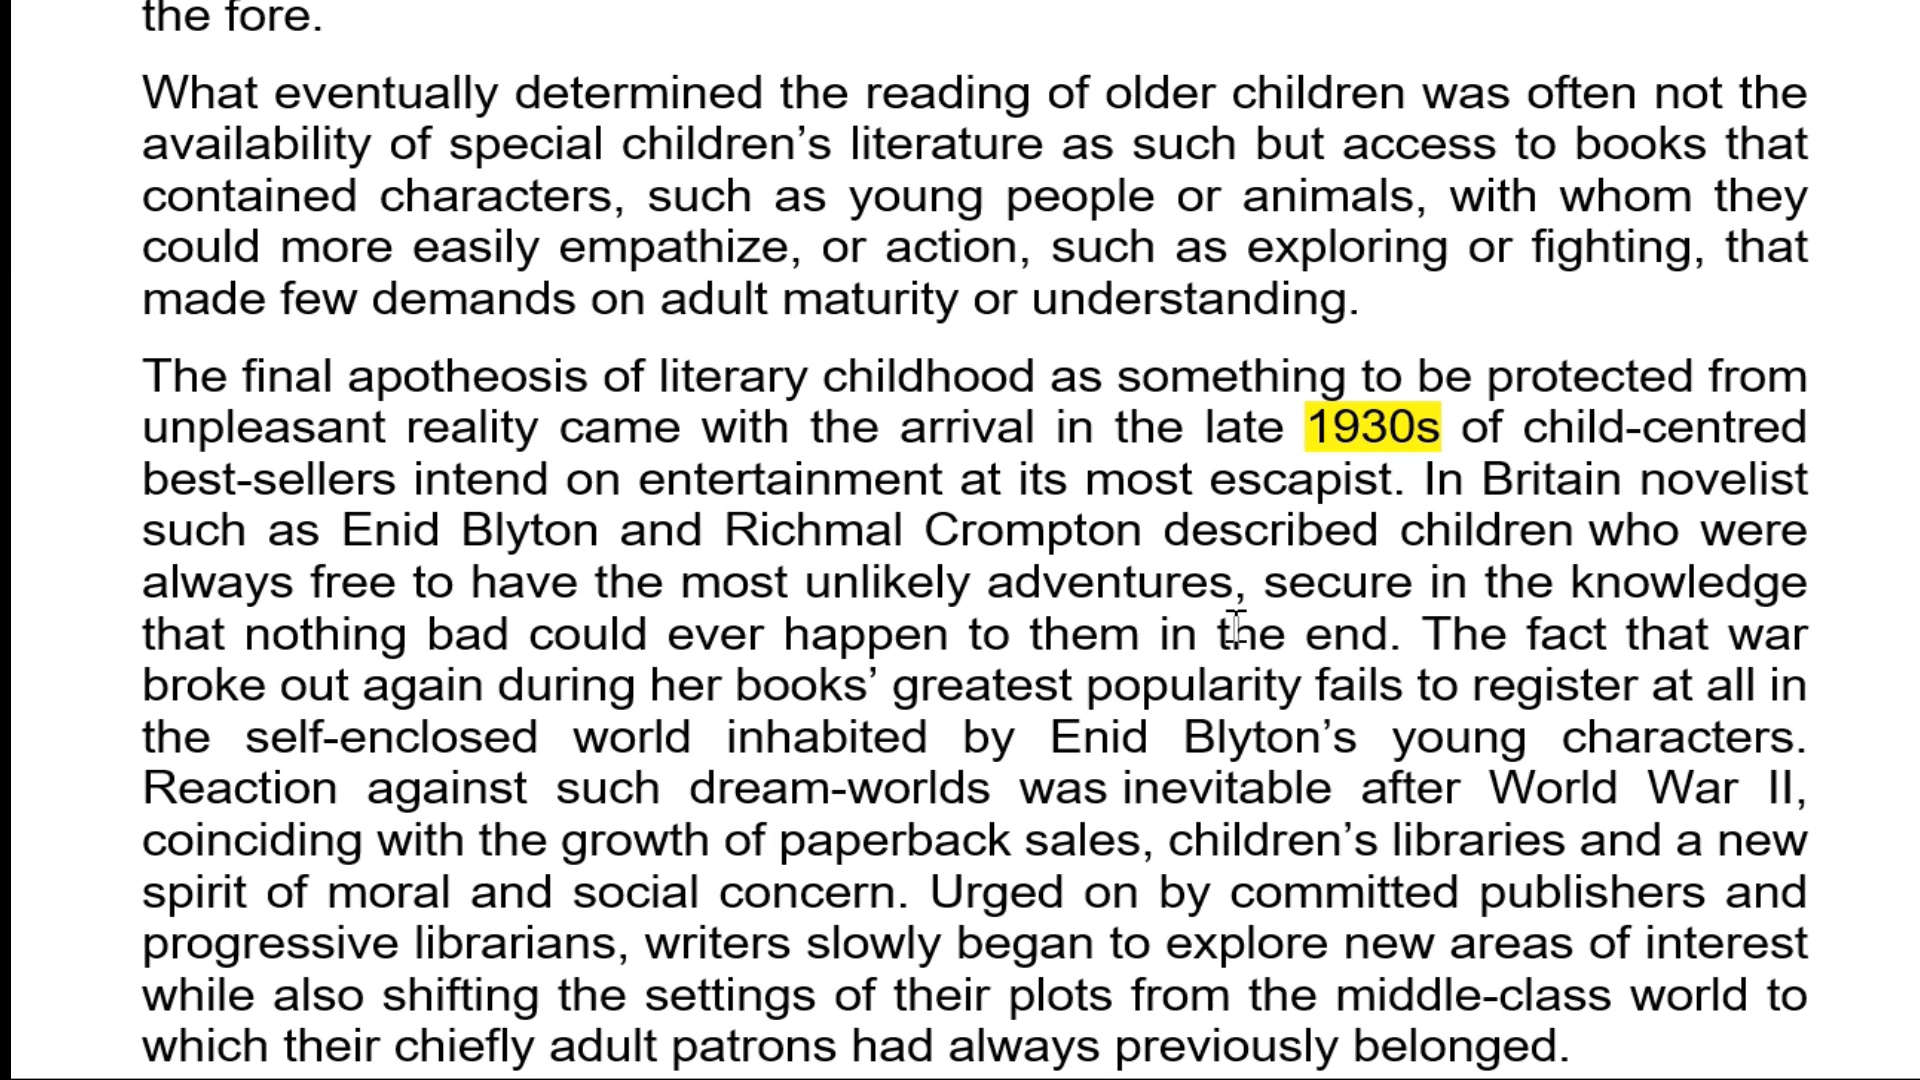 the fore.
What eventually determined the reading of older children was often not the
availability of special children’s literature as such but access to books that
contained characters, such as young people or animals, with whom they
could more easily empathize, or action, such as exploring or fighting, that
made few demands on adult maturity or understanding.
The final apotheosis of literary childhood as something to be protected from
unpleasant reality came with the arrival in the late 1930s of child-centred
best-sellers intend on entertainment at its most escapist. In Britain novelist
such as Enid Blyton and Richmal Crompton described children who were
always free to have the most unlikely adventures, secure in the knowledge
that nothing bad could ever happen to them in the end. The fact that war
broke out again during her books’ greatest popularity fails to register at all in
the self-enclosed world inhabited by Enid Blyton’s young characters.
Reaction against such dream-worlds was inevitable after World War II,
coinciding with the growth of paperback sales, children’s libraries and a new
spirit of moral and social concern. Urged on by committed publishers and
progressive librarians, writers slowly began to explore new areas of interest
while also shifting the settings of their plots from the middle-class world to
which their chiefly adult patrons had always previously belonged.